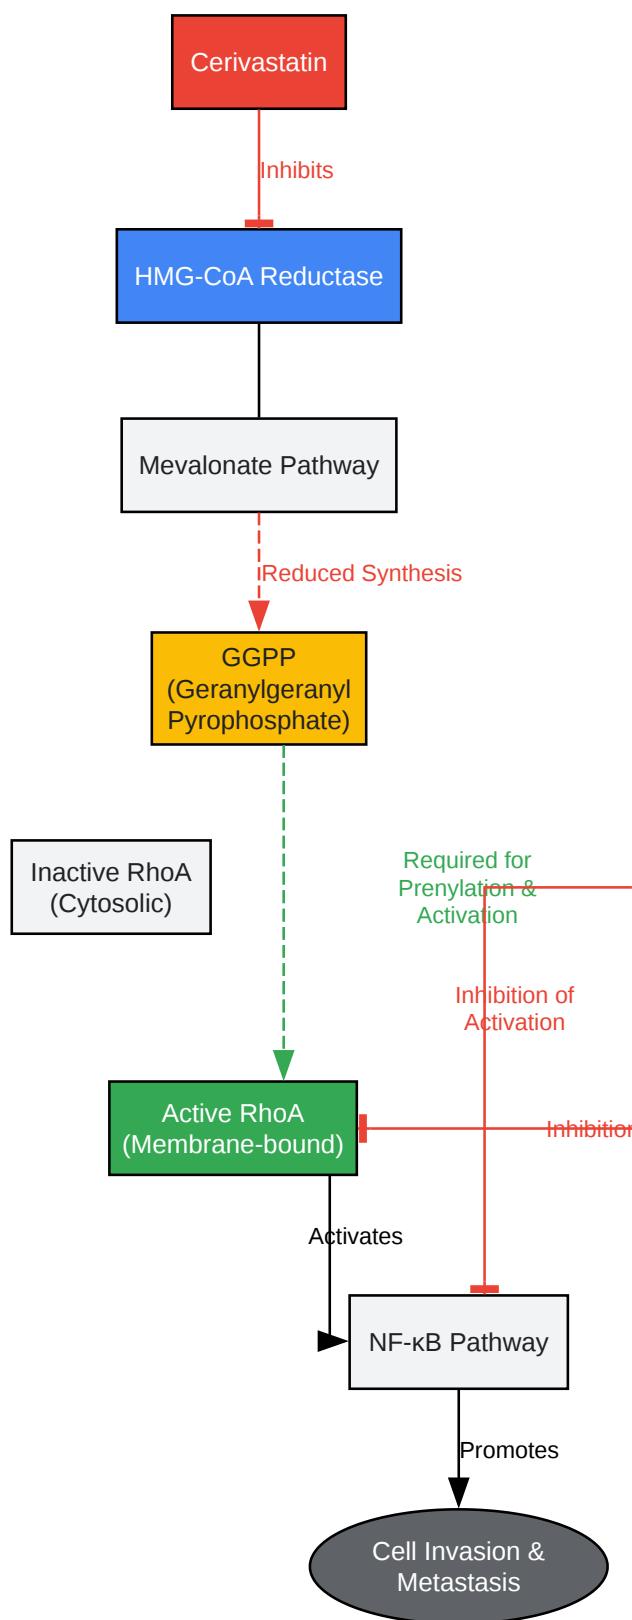 Cerivastatin
Inhibits
HMG-CoA Reductase
Mevalonate Pathway
Reduced Synthesis
GGPP
(Geranylgeranyl
Pyrophosphate)
Inactive RhoA
(Cytosolic)
Required for
Prenylation &
Activation
Inhibition of
Activation
Active RhoA
(Membrane-bound)
Inhibition
Activates
NF-κB Pathway
Promotes
Cell Invasion &
Metastasis